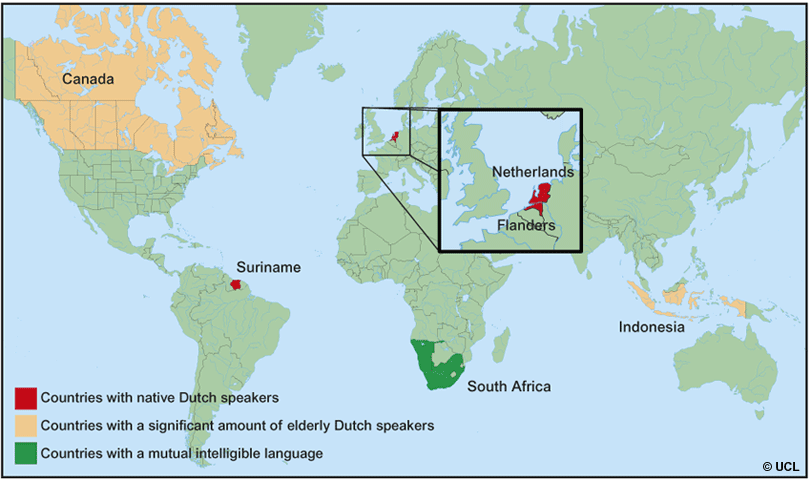 Canada
Netherlands
Flanders
Suriname
Indonesia
South Africa
Countries with native Dutch speakers
Countries with a significant amount of elderly Dutch speakers
Countries with a mutual intelligible language
© UCL